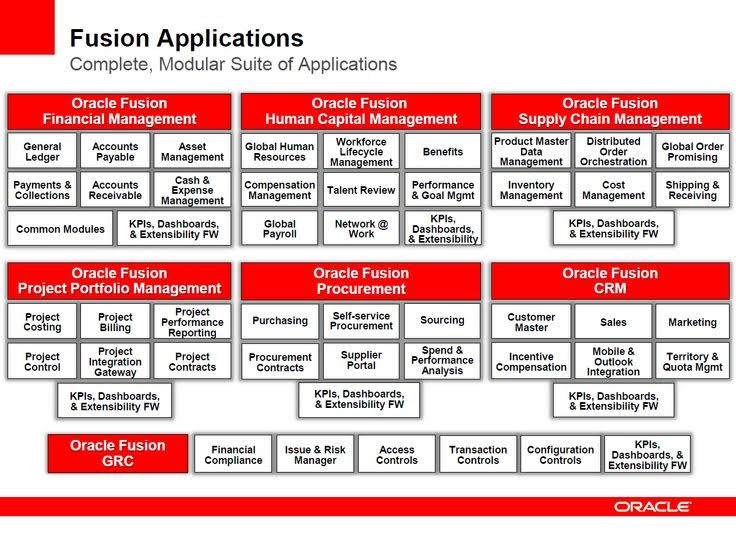 Fusion Applications
Complete, Modular Suite of Applications
Oracle Fusion
Financial Management
General
Ledger
Accounts
Payable
Asset
Management
Payments &
Collections
Accounts
Receivable
Cash &
Expense
Management
Common Modules
KPIs, Dashboards,
& Extensibility FW
Oracle Fusion
Human Capital Management
Global Human
Resources
Workforce
Lifecycle
Management
Benefits
Compensation
Management
Talent Review
Performance
& Goal Mgmt
Global
Payroll
Network @
Work
KPIs,
Dashboards,
& Extensibility
Oracle Fusion
Supply Chain Management
Product Master
Data
Management
Distributed
Order
Orchestration
Global Order
Promising
Inventory
Management
Cost
Management
Shipping &
Receiving
KPIs, Dashboards,
& Extensibility FW
Oracle Fusion
Project Portfolio Management
Project
Costing
Project
Billing
Project
Performance
Reporting
Project
Control
Project
Integration
Gateway
Project
Contracts
KPIs, Dashboards,
& Extensibility FW
Oracle Fusion
Procurement
Purchasing
Self-service
Procurement
Sourcing
Procurement
Contracts
Supplier
Portal
Spend &
Performance
Analysis
KPIs, Dashboards,
& Extensibility FW
Oracle Fusion
CRM
Customer
Master
Sales
Marketing
Incentive
Compensation
Mobile &
Outlook
Integration
Territory &
Quota Mgmt
KPIs, Dashboards,
& Extensibility FW
Oracle Fusion
GRC
Financial
Compliance
Issue & Risk
Manager
Access
Controls
Transaction
Controls
Configuration
Controls
KPIs,
Dashboards, &
Extensibility FW
ORACLE